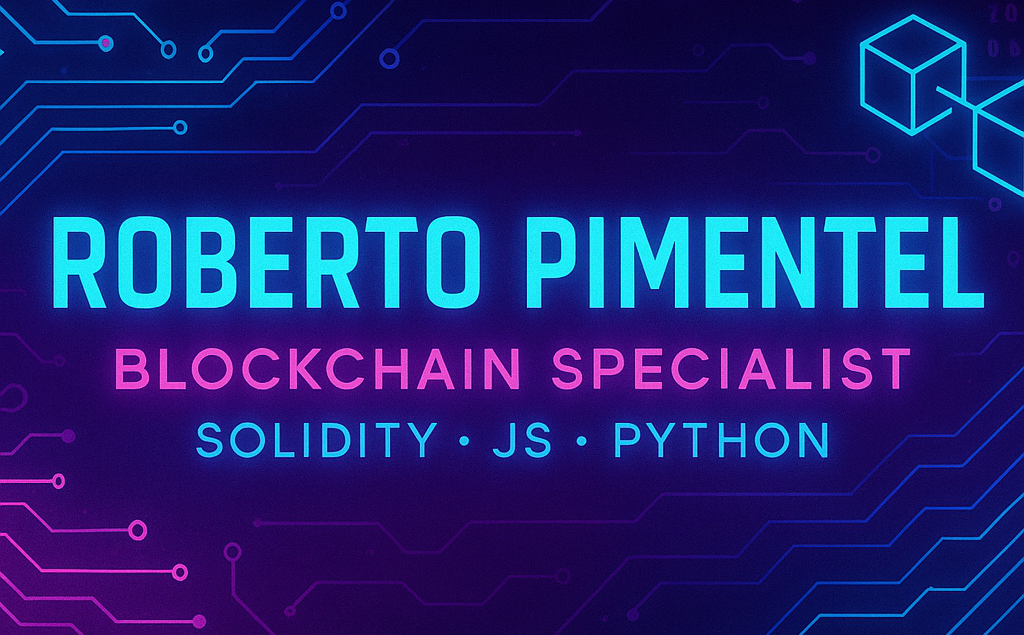 ROBERTO PIMENTEL
BLOCKCHAIN SPECIALIST
SOLIDITY • JS • PYTHON